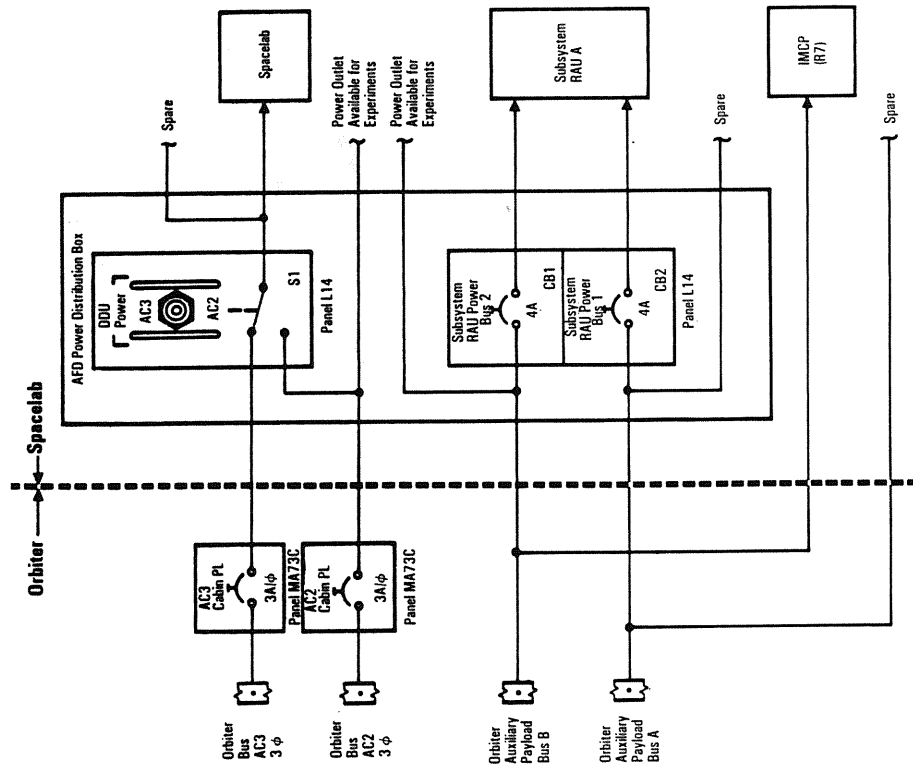 Orbiter
Spacelab
AFD Power Distribution Box
DDU
Power
AC3
AC2
S1
Panel L14
Spare
Spacelab
Power Outlet
Available for
Experiments
Power Outlet
Available for
Experiments
Subsystem
RAU Power
Bus 2
4A
CB1
Subsystem
RAU Power
Bus 1
4A
CB2
Panel L14
Subsystem
RAU A
Spare
IMCP
(R7)
Spare
AC3
Cabin PL
3A/ϕ
Panel MA73C
AC2
Cabin PL
3A/ϕ
Panel MA73C
Orbiter
Bus
AC3
3 ϕ
Orbiter
Bus
AC2
3 ϕ
Orbiter
Auxiliary
Payload
Bus B
Orbiter
Auxiliary
Payload
Bus A